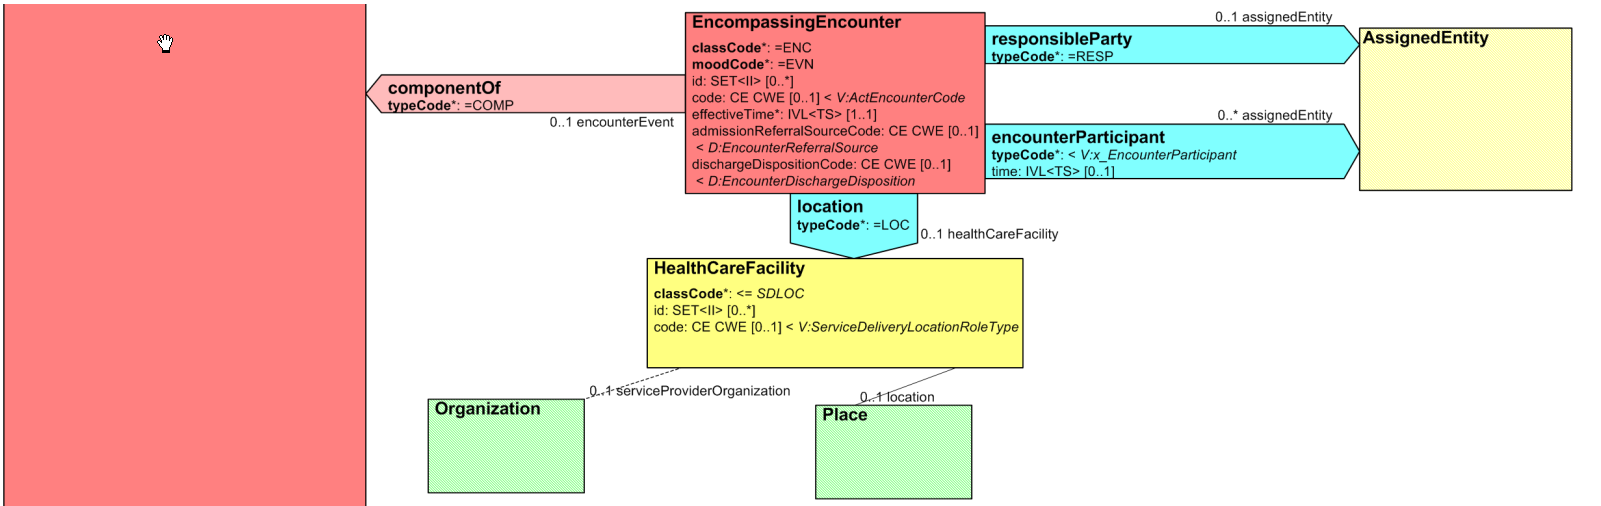 componentOf
typeCode*: =COMP
0..1 encounterEvent
EncompassingEncounter
classCode*: =ENC
moodCode*: =EVN
id: SET<II> [0..*]
code: CE CWE [0..1] < V:ActEncounterCode
effectiveTime*: IVL<TS> [1..1]
admissionReferralSourceCode: CE CWE [0..1]
< D:EncounterReferralSource
dischargeDispositionCode: CE CWE [0..1]
< D:EncounterDischargeDisposition
0..1 assignedEntity
responsibleParty
typeCode*: =RESP
AssignedEntity
0..* assignedEntity
encounterParticipant
typeCode*: < V:x_EncounterParticipant
time: IVL<TS> [0..1]
location
typeCode*: =LOC
0..1 healthCareFacility
HealthCareFacility
classCode*: <= SDLOC
id: SET<II> [0..*]
code: CE CWE [0..1] < V:ServiceDeliveryLocationRoleType
0..1 serviceProviderOrganization
Organization
0..1 location
Place